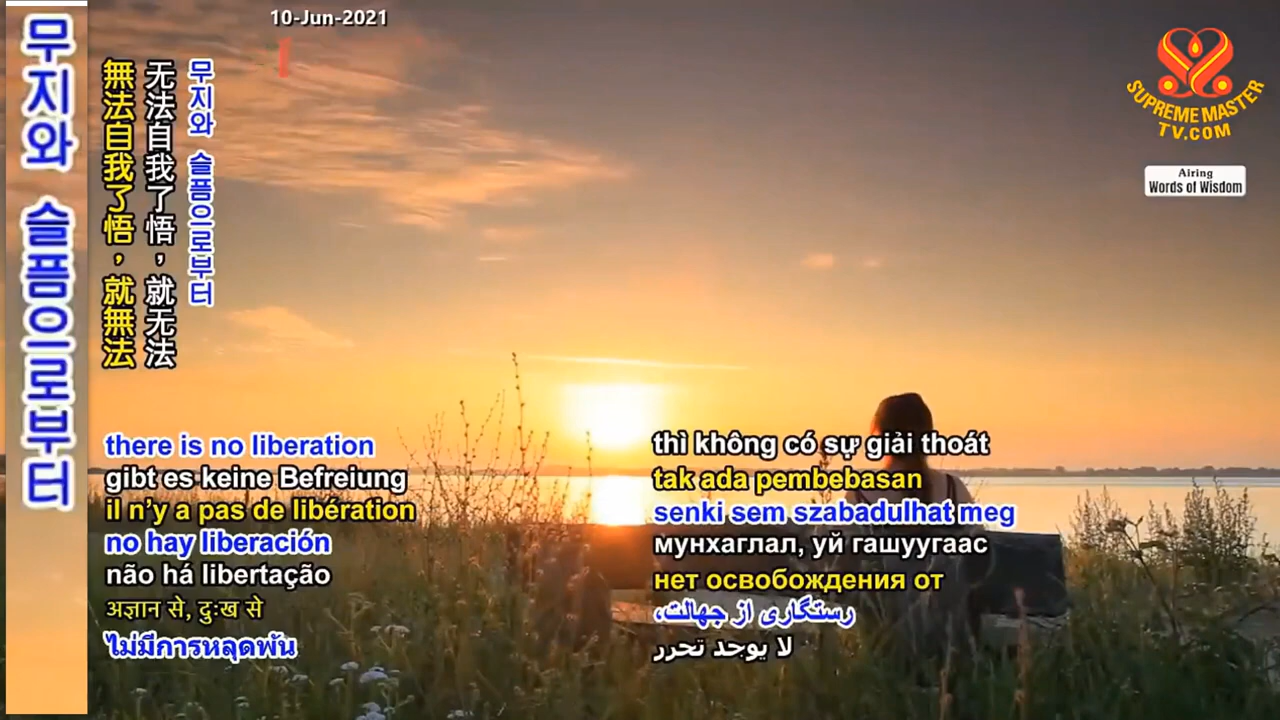 10-Jun-2021
무지와 슬픔으로부터
無法自我了悟，就無法
无法自我了悟，就无法
무지와 슬픔으로부터
SUPREME MASTER
TV.COM
Airing
Words of Wisdom
there is no liberation
gibt es keine Befreiung
il n’y a pas de libération
no hay liberación
não há libertação
अज्ञान से, दुःख से
ไม่มีการหลุดพ้น
thì không có sự giải thoát
tak ada pembebasan
senki sem szabadulhat meg
мунхаглал, уй гашуугаас
нет освобождения от
رستگاری از جهالت،
لا يوجد تحرر